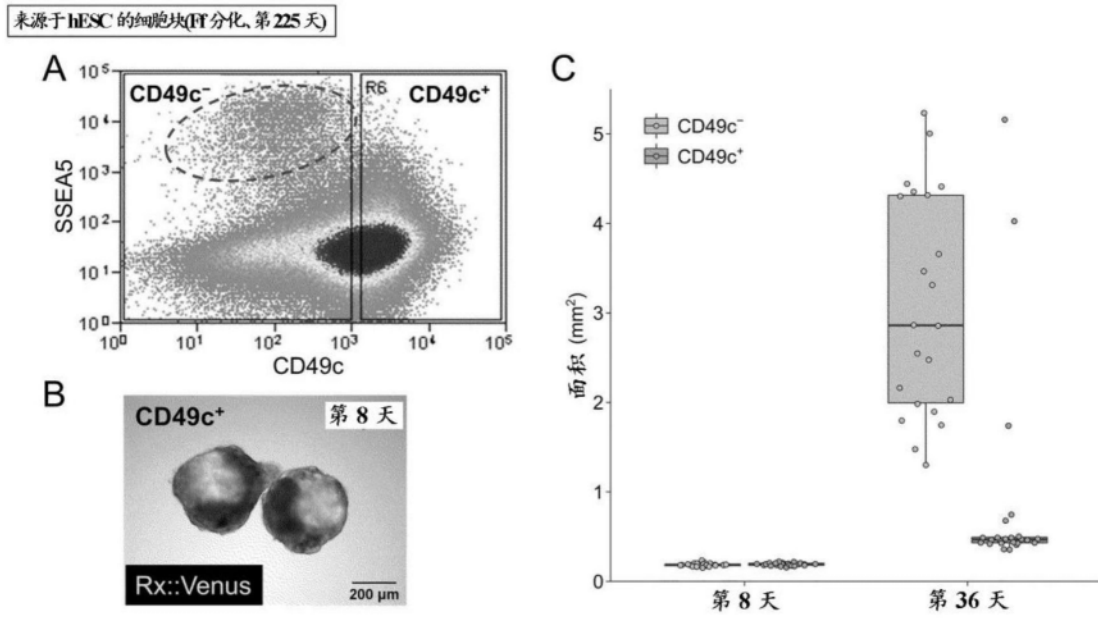 来源于hESC的细胞块(Ff分化、第225天)
A
CD49c⁻
R6
CD49c⁺
10⁵
10⁴
10³
10²
10¹
10⁰
SSEA5
10⁰ 10¹ 10² 10³ 10⁴ 10⁵
CD49c
B
CD49c⁺
第 8 天
Rx::Venus
200 μm
C
CD49c⁻
CD49c⁺
5
4
3
2
1
0
面积 (mm²)
第 8 天
第 36 天